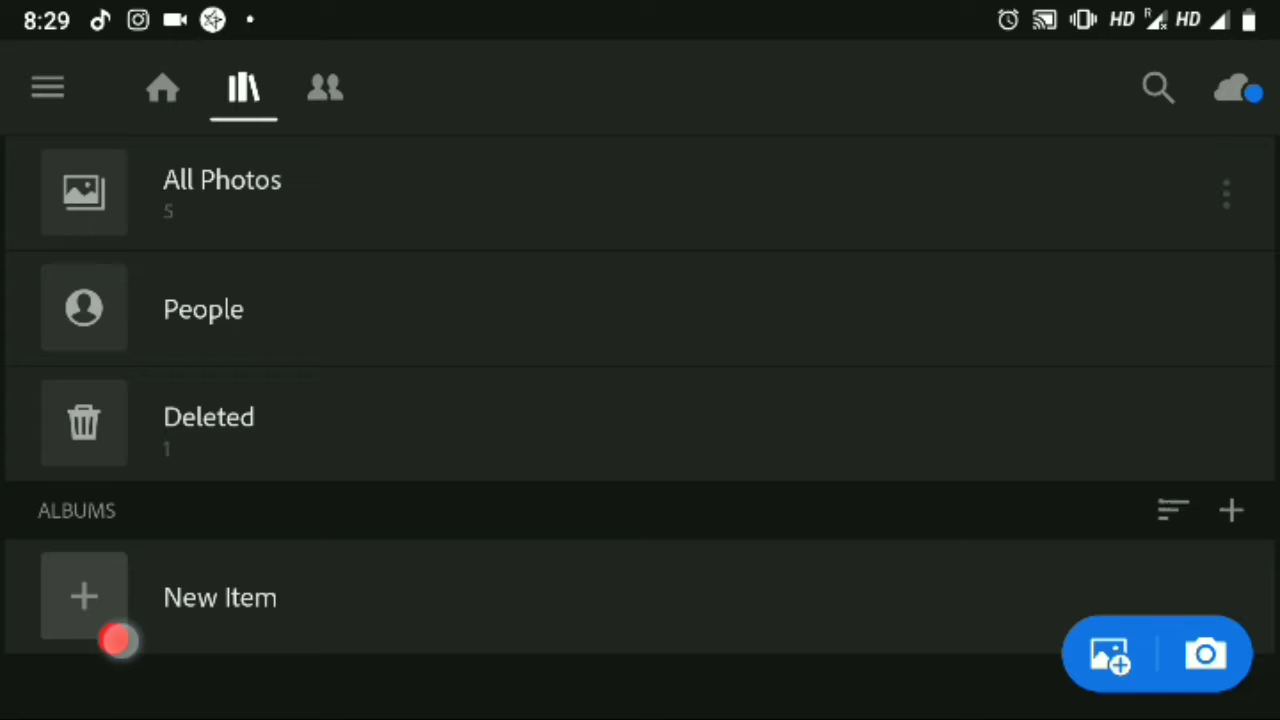 8:29 HD R HD
All Photos
5
People
Deleted
1
ALBUMS
New Item